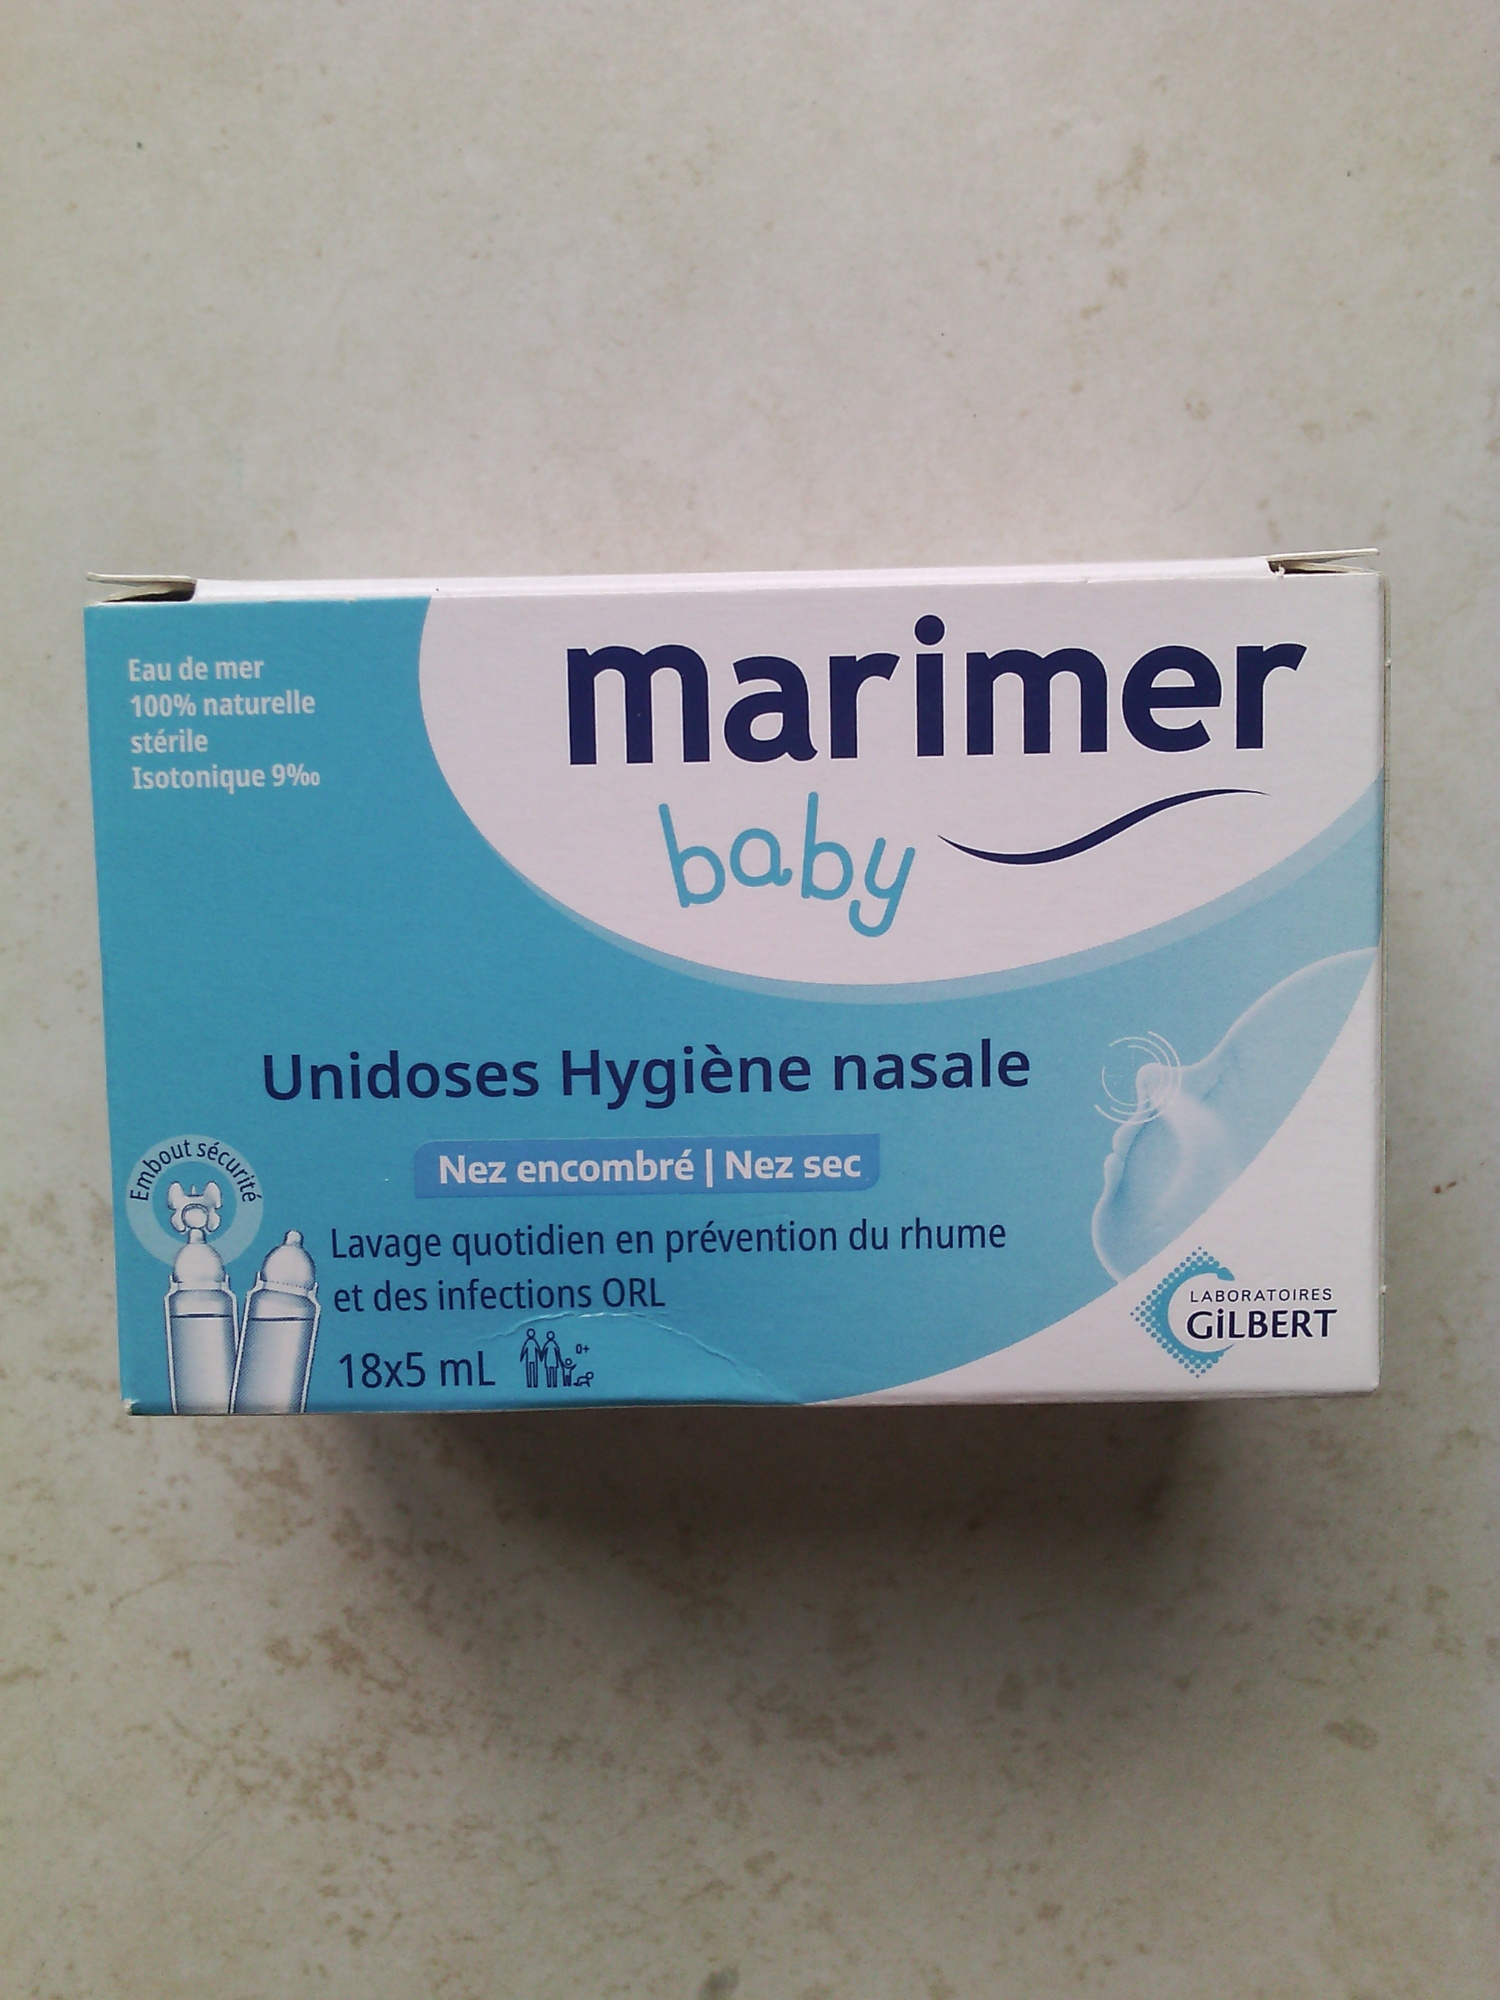 Eau de mer
100% naturelle
stérile
Isotonique 9‰
marimer
baby
Unidoses Hygiène nasale
Nez encombré | Nez sec
Embout sécurité
Lavage quotidien en prévention du rhume
et des infections ORL
18x5 mL
0+
LABORATOIRES
GiLBERT